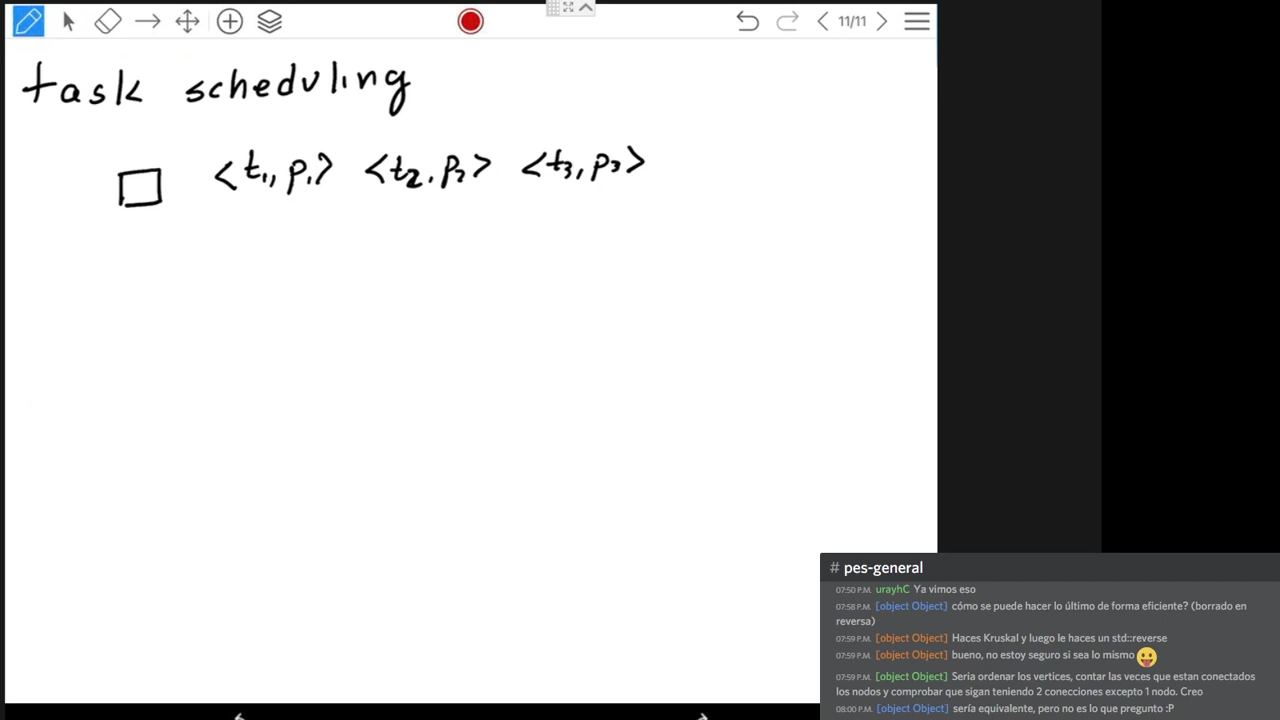 11/11
task scheduling
<t1, p1> <t2, p2> <t3, p3>
# pes-general
07:50 P.M. urayhC Ya vimos eso
07:58 P.M. [object Object] cómo se puede hacer lo último de forma eficiente? (borrado en
reversa)
07:59 P.M. [object Object] Haces Kruskal y luego le haces un std::reverse
07:59 P.M. [object Object] bueno, no estoy seguro si sea lo mismo 😛
07:59 P.M. [object Object] Seria ordenar los vertices, contar las veces que estan conectados
los nodos y comprobar que sigan teniendo 2 conecciones excepto 1 nodo. Creo
08:00 P.M. [object Object] sería equivalente, pero no es lo que pregunto :P